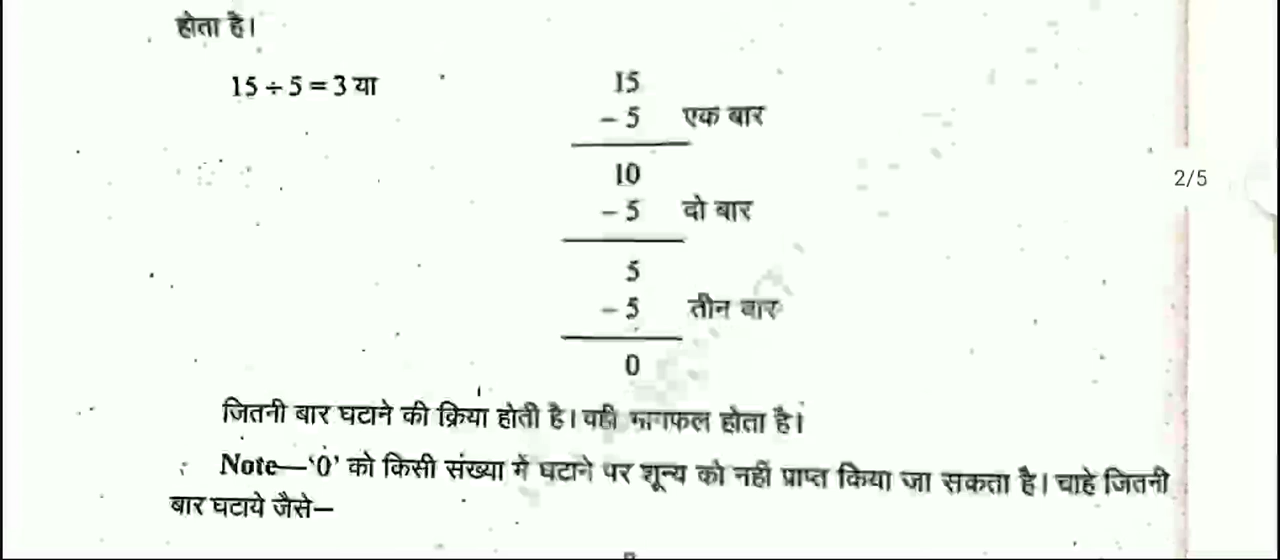 होता है।
15 ÷ 5 = 3 या
15
– 5 एक बार
10
– 5 दो बार
2/5
5
– 5 तीन बार
0
जितनी बार घटाने की क्रिया होती है। वही भागफल होता है।
Note—‘0’ को किसी संख्या में घटाने पर शून्य को नहीं प्राप्त किया जा सकता है। चाहे जितनी
बार घटाये जैसे—